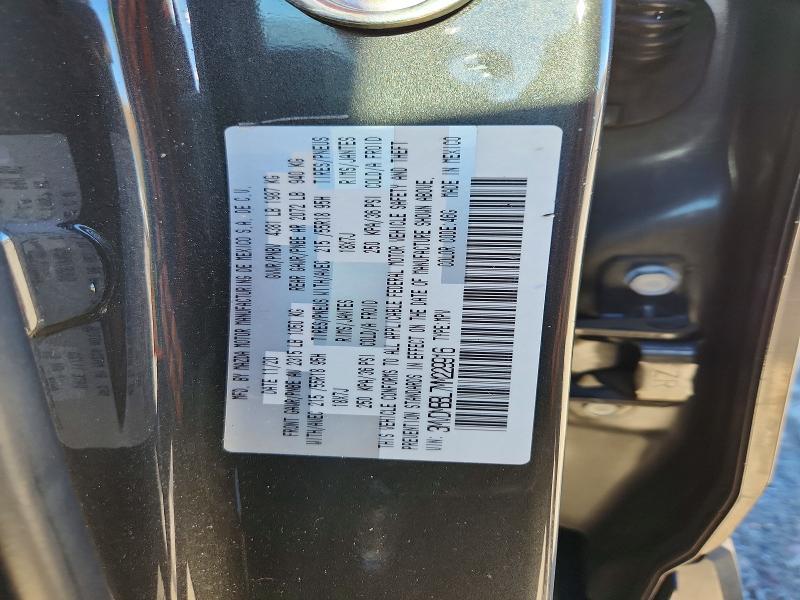 MFD. BY MAZDA MOTOR MANUFACTURING DE MEXICO S.A. DE C.V.
DATE 11/20 GVWR/PNBV 4381 LB 1987 KG
FRONT GAWR/PNBE AV 2315 LB 1050 KG REAR GAWR/PNBE AR 2072 LB 940 KG
WITH/AVEC 215/55R18 95H TIRES/PNEUS WITH/AVEC 215/55R18 95H TIRES/PNEUS
18X7J RIMS/JANTES 18X7J RIMS/JANTES
250 KPA/36 PSI COLD/A FROID 250 KPA/36 PSI COLD/A FROID
THIS VEHICLE CONFORMS TO ALL APPLICABLE FEDERAL MOTOR VEHICLE SAFETY AND THEFT
PREVENTION STANDARDS IN EFFECT ON THE DATE OF MANUFACTURE SHOWN ABOVE.
VIN: TYPE:MPV COLOR CODE:46G MADE IN MEXICO